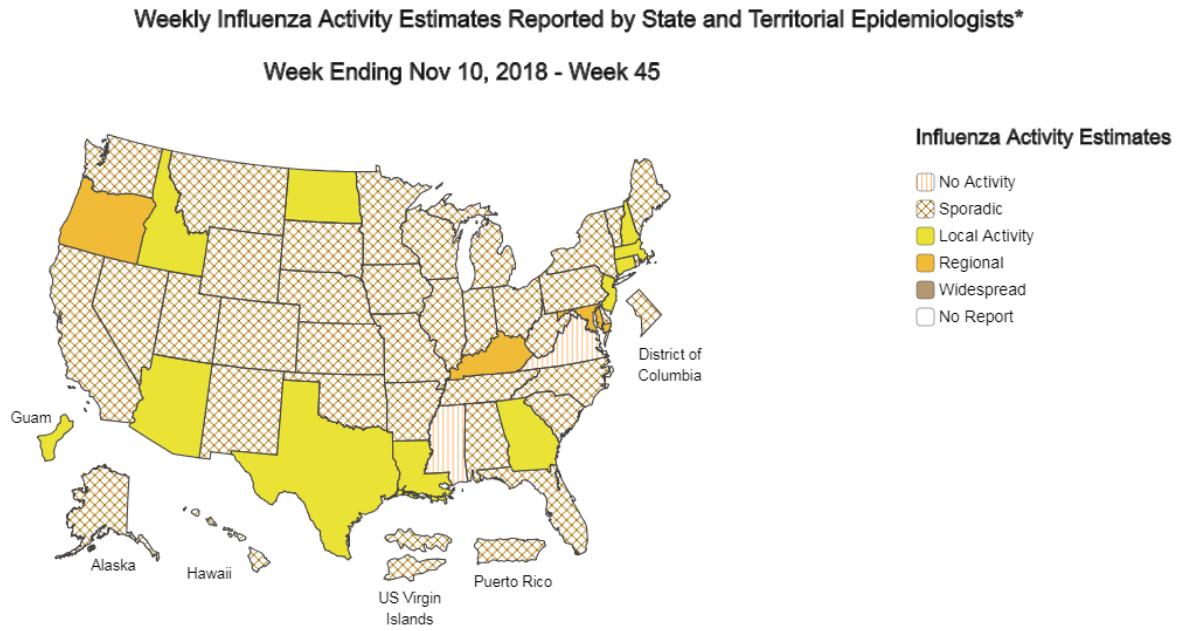 Weekly Influenza Activity Estimates Reported by State and Territorial Epidemiologists*
Week Ending Nov 10, 2018 - Week 45
Influenza Activity Estimates
No Activity
Sporadic
Local Activity
Regional
Widespread
No Report
District of
Columbia
Guam
Alaska
Hawaii
US Virgin
Islands
Puerto Rico